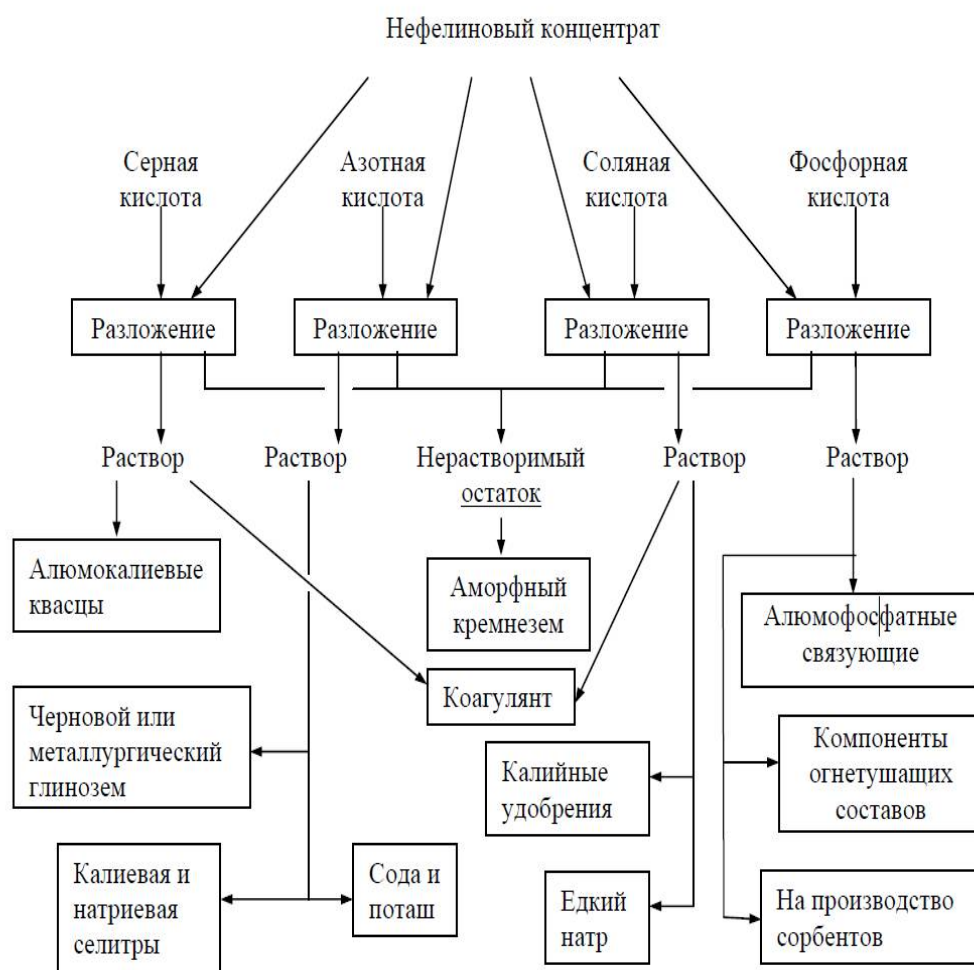 Нефелиновый концентрат
Серная
кислота
Азотная
кислота
Соляная
кислота
Фосфорная
кислота
Разложение
Разложение
Разложение
Разложение
Раствор
Раствор
Нерастворимый
остаток
Раствор
Раствор
Алюмокалиевые
квасцы
Аморфный
кремнезем
Алюмофосфатные
связующие
Коагулянт
Черновой или
металлургический
глинозем
Калийные
удобрения
Компоненты
огнетушащих
составов
Калиевая и
натриевая
селитры
Сода и
поташ
Едкий
натр
На производство
сорбентов